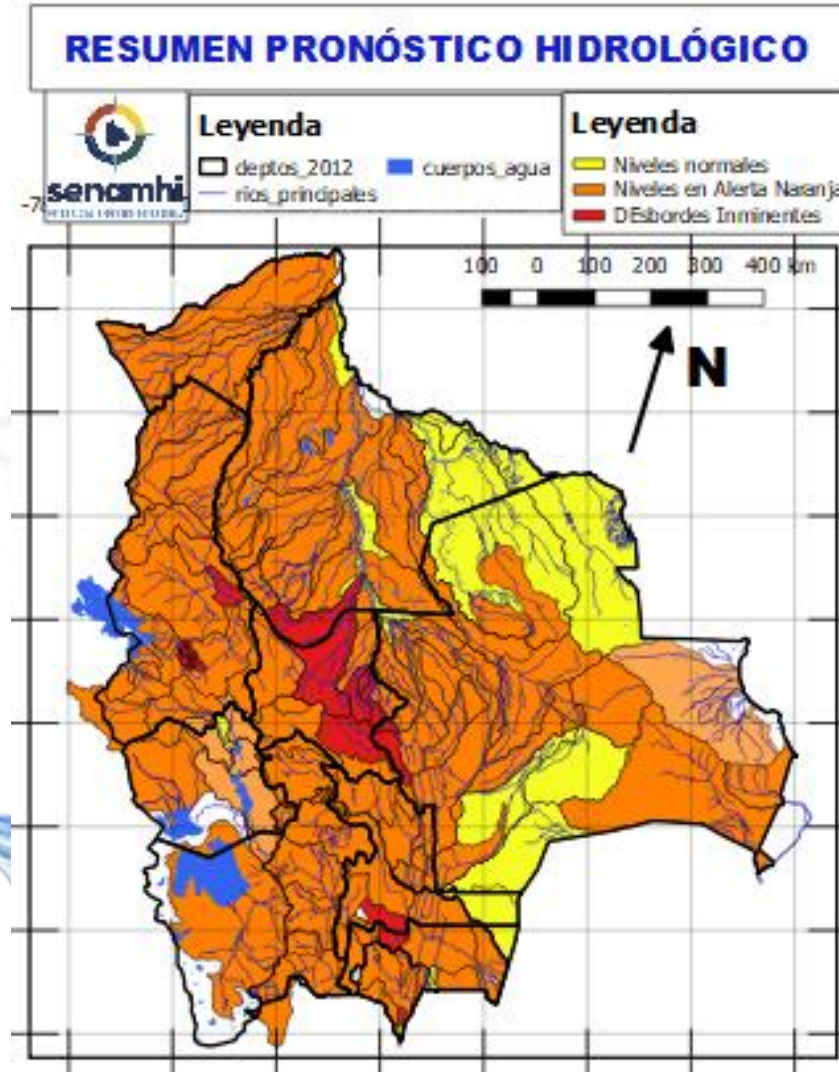 RESUMEN PRONÓSTICO HIDROLÓGICO
senamhi
Leyenda
deptos_2012
cuerpos_agua
rios_principales
Leyenda
Niveles normales
Niveles en Alerta Naranja
DEsbordes Inminentes
100 0 100 200 300 400 km
N